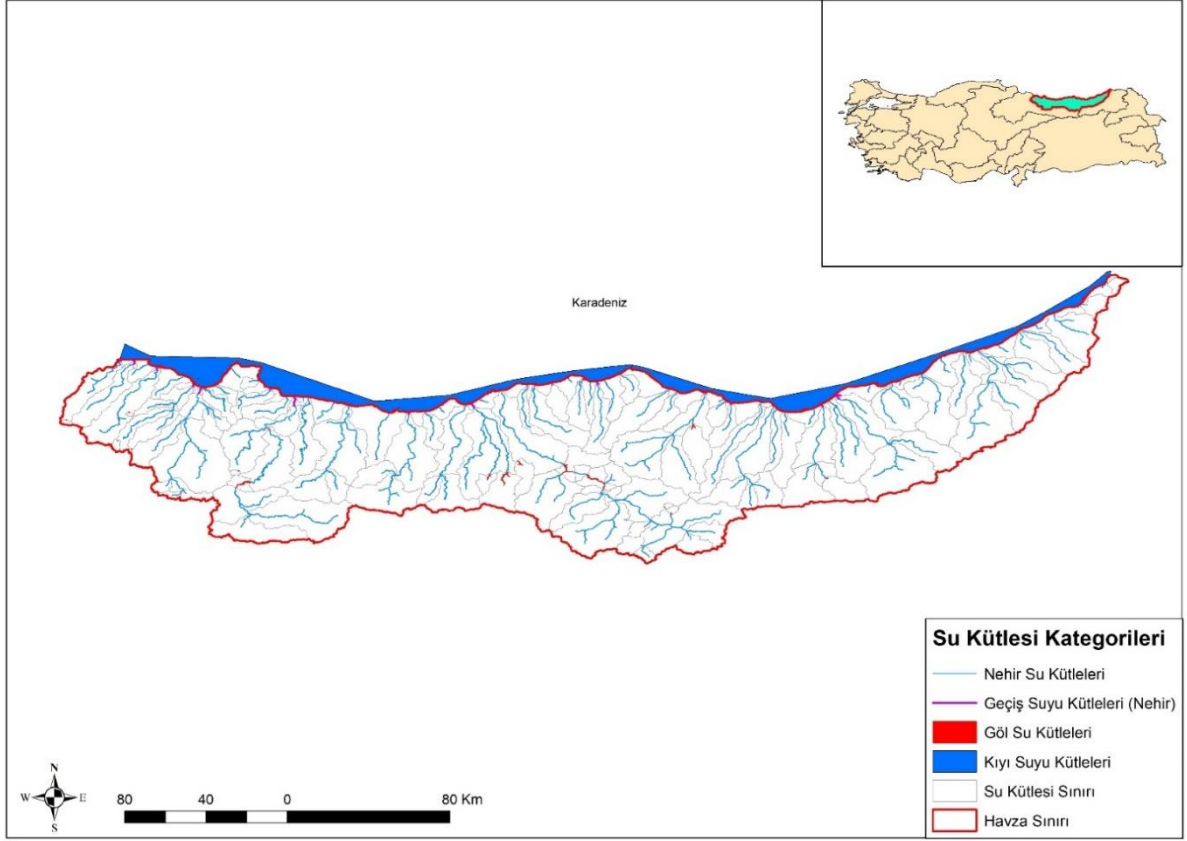 Karadeniz
Su Kütlesi Kategorileri
Nehir Su Kütleleri
Geçiş Suyu Kütleleri (Nehir)
Göl Su Kütleleri
Kıyı Suyu Kütleleri
Su Kütlesi Sınırı
Havza Sınırı
N
W E
S
80 40 0 80 Km